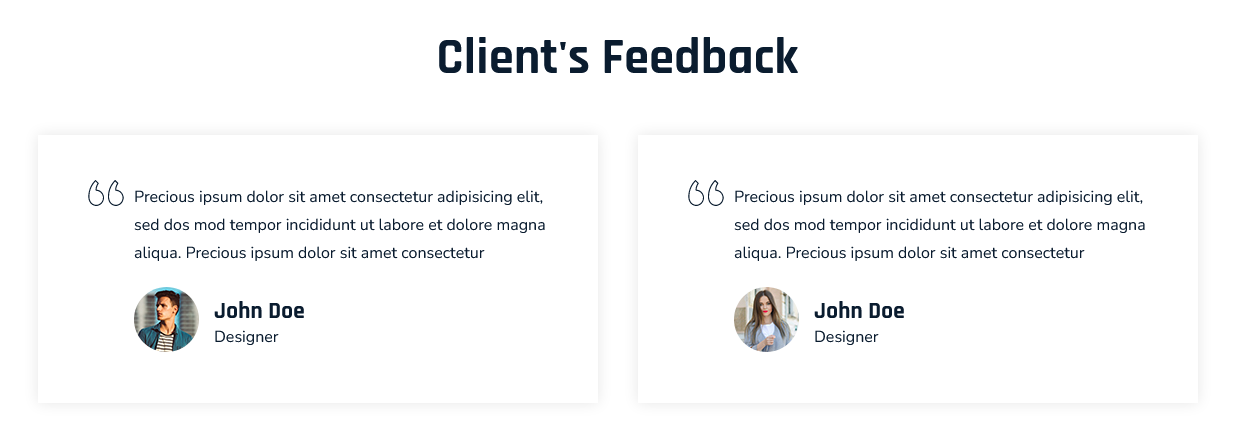 Client's Feedback
Precious ipsum dolor sit amet consectetur adipisicing elit,
sed dos mod tempor incididunt ut labore et dolore magna
aliqua. Precious ipsum dolor sit amet consectetur
John Doe
Designer
Precious ipsum dolor sit amet consectetur adipisicing elit,
sed dos mod tempor incididunt ut labore et dolore magna
aliqua. Precious ipsum dolor sit amet consectetur
John Doe
Designer